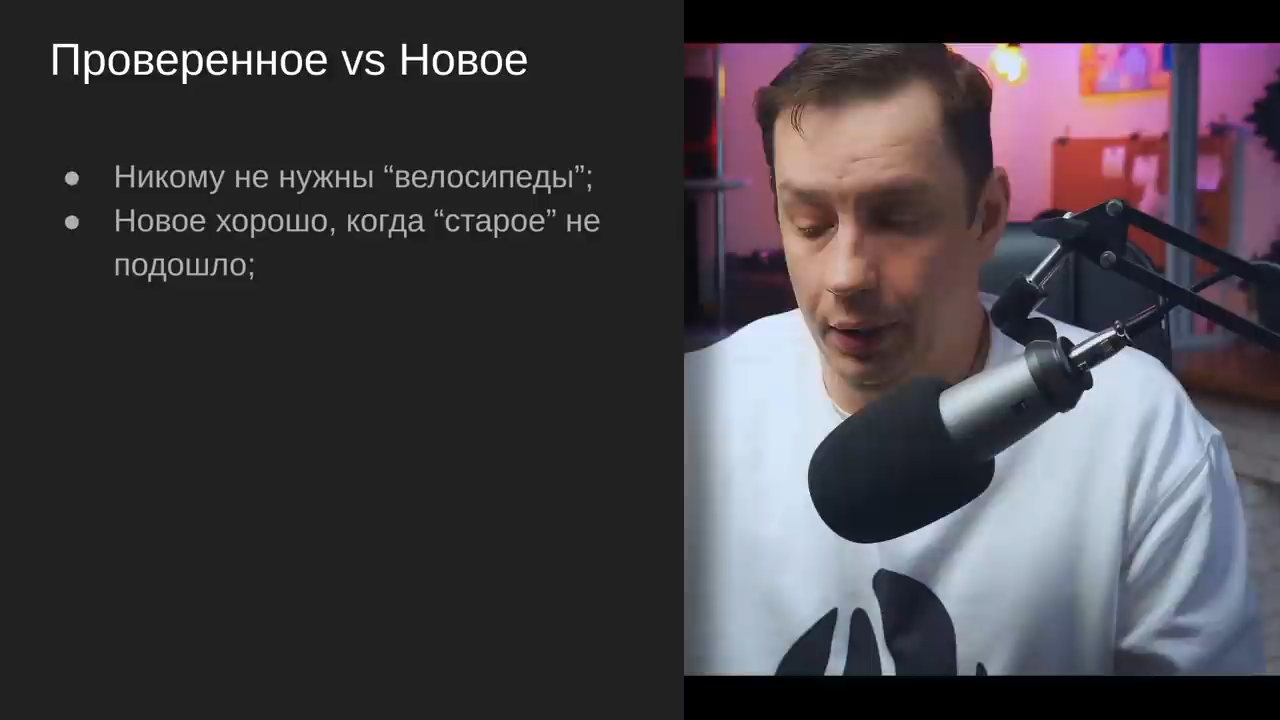 Проверенное vs Новое
● Никому не нужны “велосипеды”;
● Новое хорошо, когда “старое” не
подошло;